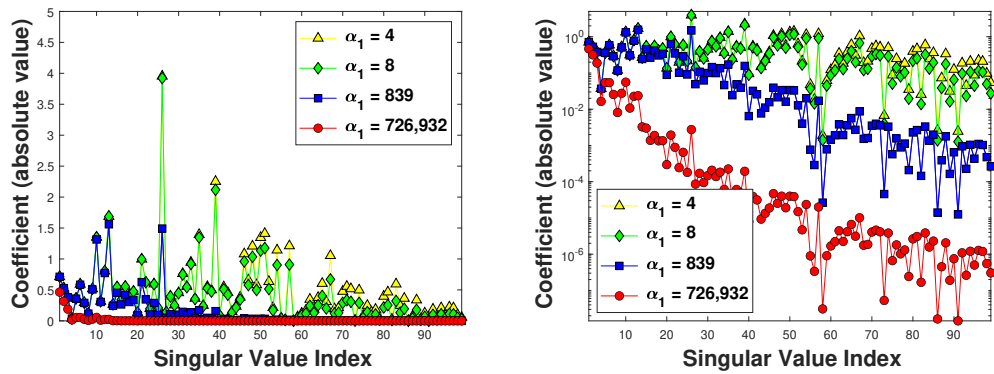 5
4.5
4
3.5
3
2.5
2
1.5
1
0.5
0
10 20 30 40 50 60 70 80 90
Coefficient (absolute value)
Singular Value Index
α₁ = 4
α₁ = 8
α₁ = 839
α₁ = 726,932
10⁰
10⁻²
10⁻⁴
10⁻⁶
10 20 30 40 50 60 70 80 90
Coefficient (absolute value)
Singular Value Index
α₁ = 4
α₁ = 8
α₁ = 839
α₁ = 726,932